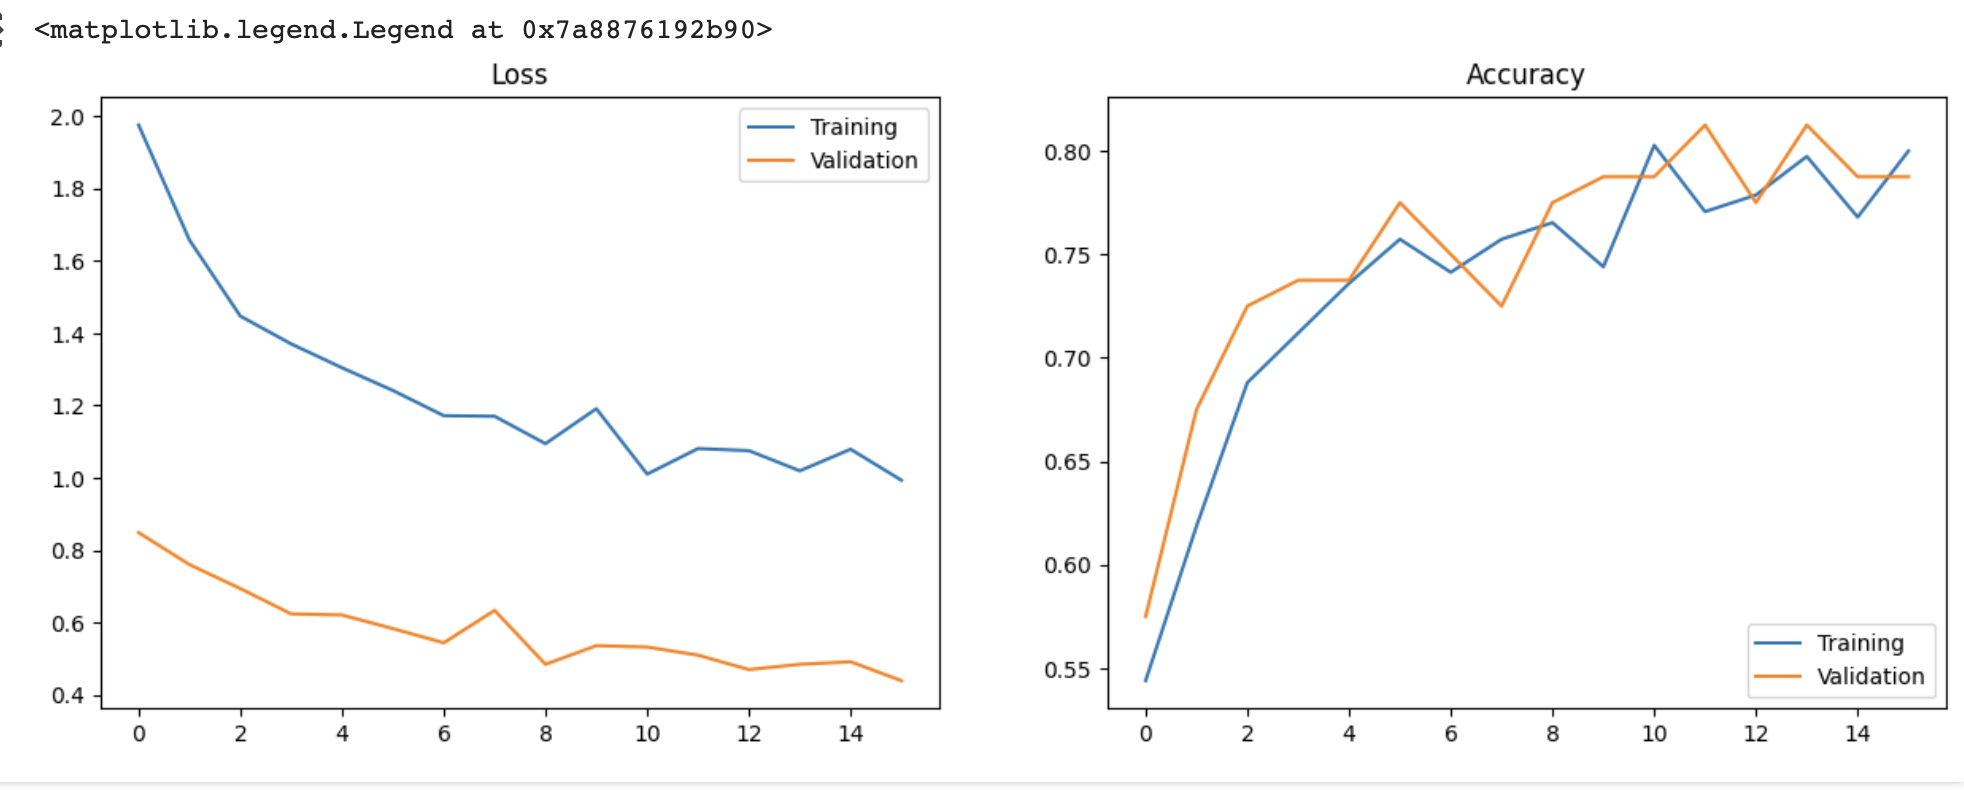 <matplotlib.legend.Legend at 0x7a8876192b90>
Loss
2.0
1.8
1.6
1.4
1.2
1.0
0.8
0.6
0.4
0 2 4 6 8 10 12 14
Training
Validation
Accuracy
0.80
0.75
0.70
0.65
0.60
0.55
0 2 4 6 8 10 12 14
Training
Validation